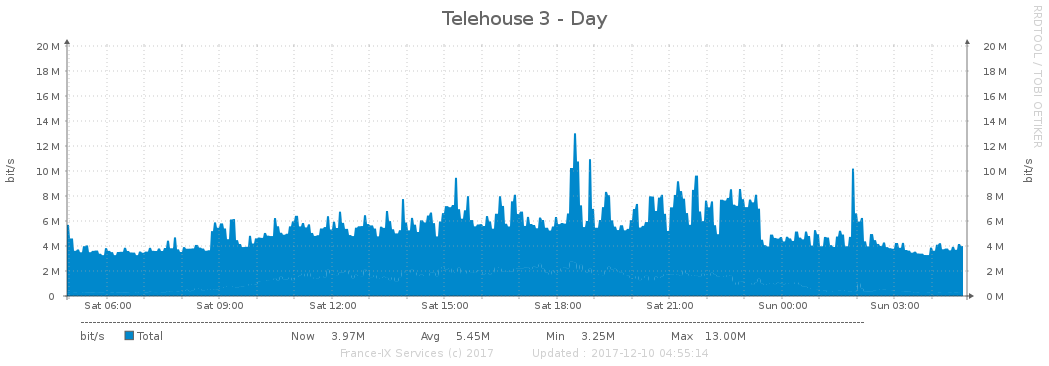 Telehouse 3 - Day
RRDTOOL / TOBI OETIKER
bit/s
bit/s
20 M 20 M
18 M 18 M
16 M 16 M
14 M 14 M
12 M 12 M
10 M 10 M
8 M 8 M
6 M 6 M
4 M 4 M
2 M 2 M
0 0 M
Sat 06:00 Sat 09:00 Sat 12:00 Sat 15:00 Sat 18:00 Sat 21:00 Sun 00:00 Sun 03:00
bit/s Total Now 3.97M Avg 5.45M Min 3.25M Max 13.00M
France-IX Services (c) 2017 Updated : 2017-12-10 04:55:14